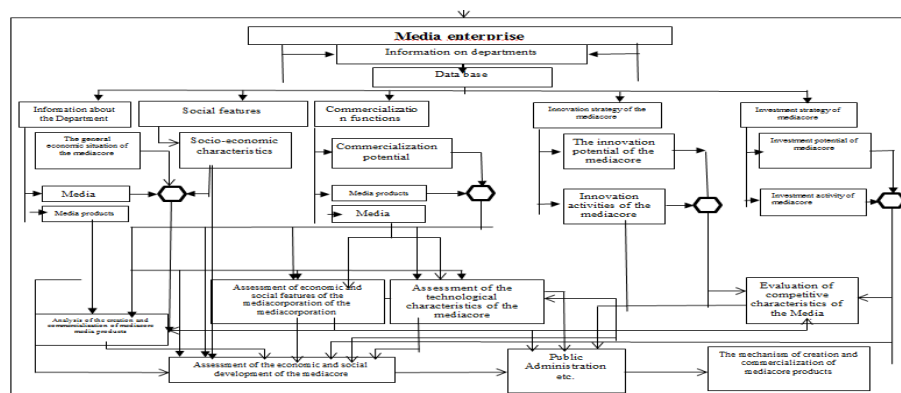 Media enterprise
Information on departments
Data base
Information about
the Department
Social features
Commercializatio
n functions
Innovation strategy of the
mediacore
Investment strategy of
mediacore
The general
economic situation of
the mediacore
Socio-economic
characteristics
Commercialization
potential
The innovation
potential of the
mediacore
Investment potential of
mediacore
Media
Media products
Media products
Media
Innovation
activities of the
mediacore
Investment activity of
mediacore
Assessment of economic and
social features of the
mediacorporation of the
mediacorporation
Assessment of the
technological
characteristics of the
mediacore
Evaluation of
competitive
characteristics of
the Media
Analysis of the creation and
commercialization of mediacore
media products
Assessment of the economic and social
development of the mediacore
Public
Administration
etc.
The mechanism of creation and
commercialization of
mediacore products